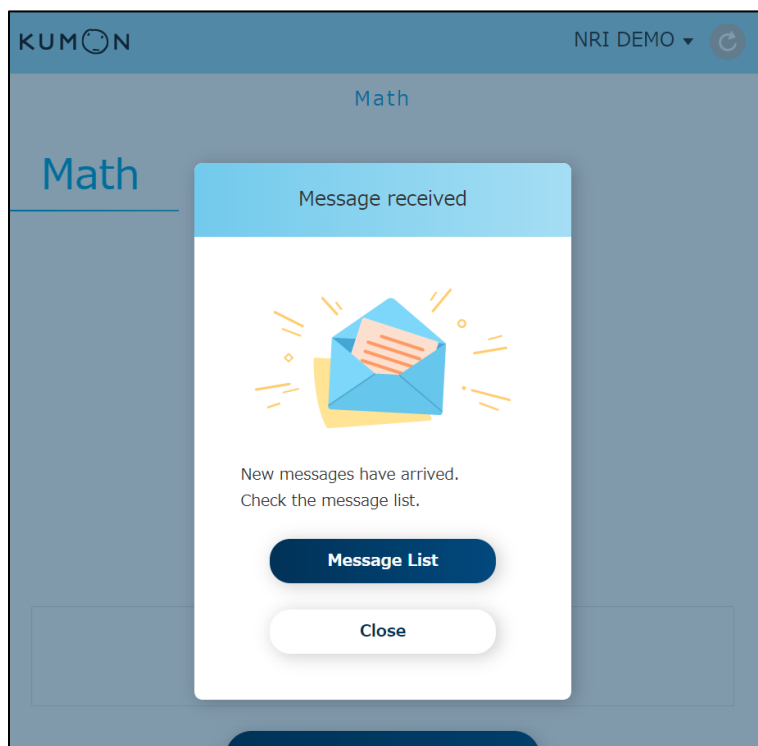 KUMON
NRI DEMO
Math
Math
Message received
New messages have arrived.
Check the message list.
Message List
Close